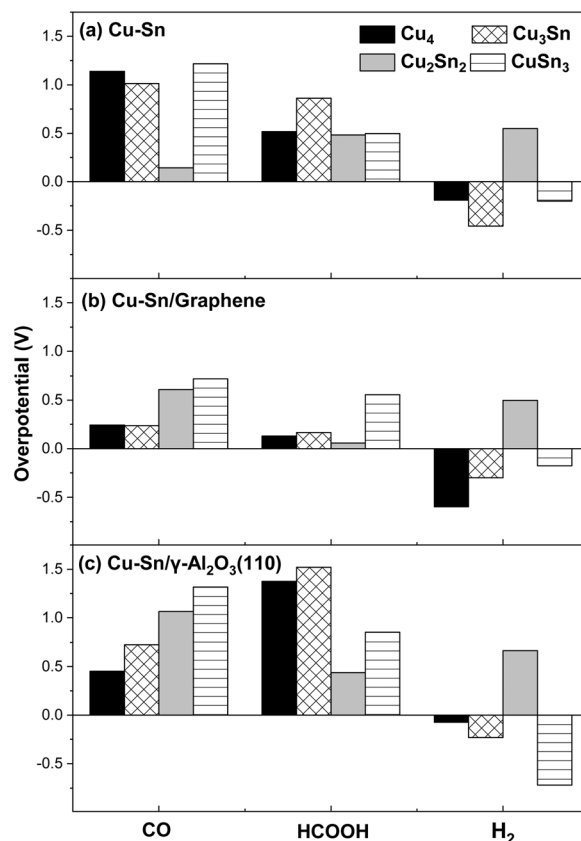 (a) Cu-Sn
Cu₄ Cu₃Sn
Cu₂Sn₂ CuSn₃
1.5
1.0
0.5
0.0
-0.5
(b) Cu-Sn/Graphene
1.5
1.0
0.5
0.0
-0.5
Overpotential (V)
(c) Cu-Sn/γ-Al₂O₃(110)
1.5
1.0
0.5
0.0
-0.5
CO HCOOH H₂